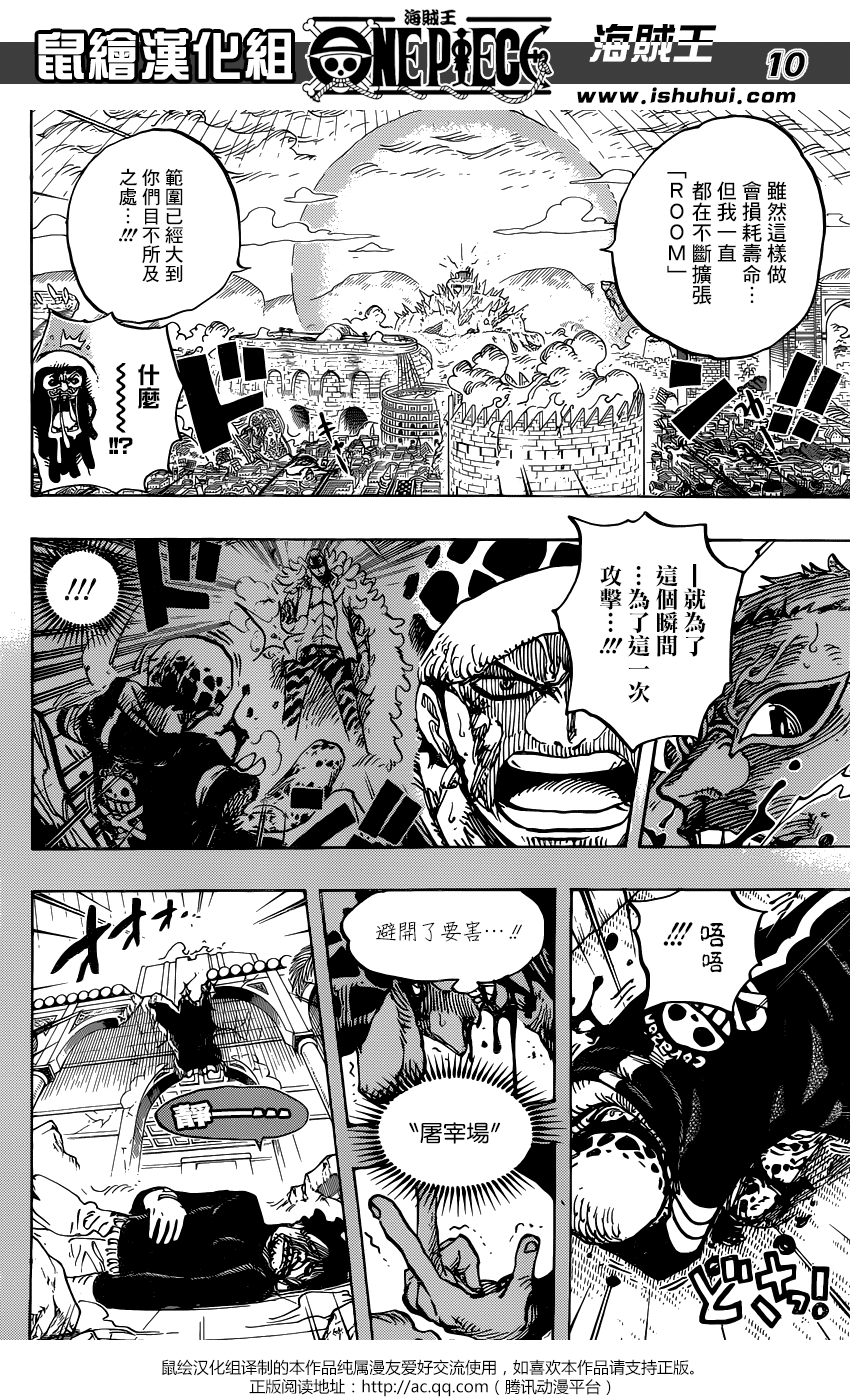 鼠繪漢化組
海賊王
ONE PIECE
海賊王
10
www.ishuhui.com
雖然這樣做
會損耗壽命…
但我一直
都在不斷擴張
「ROOM」
範圍已經大到
你們目不所及
之處…!!!
什麼
~~~!!?
ド
ド
ン
!!
—就為了
這個瞬間
…為了這一次
攻擊…!!!
!!!
ドン!!
唔
唔
!!!
corazon
避開了要害…!!
〝屠宰場〞
ドサッ!
オオオ
靜——…
鼠绘汉化组译制的本作品纯属漫友爱好交流使用，如喜欢本作品请支持正版。
正版阅读地址：http://ac.qq.com（腾讯动漫平台）